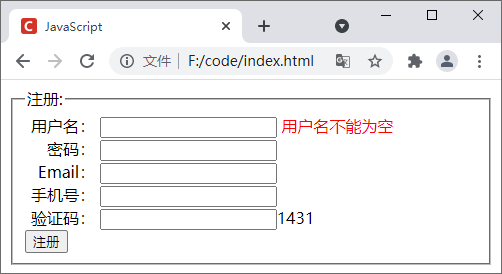 C JavaScript
文件 F:/code/index.html
注册:
用户名： 用户名不能为空
密码：
Email：
手机号：
验证码： 1431
注册